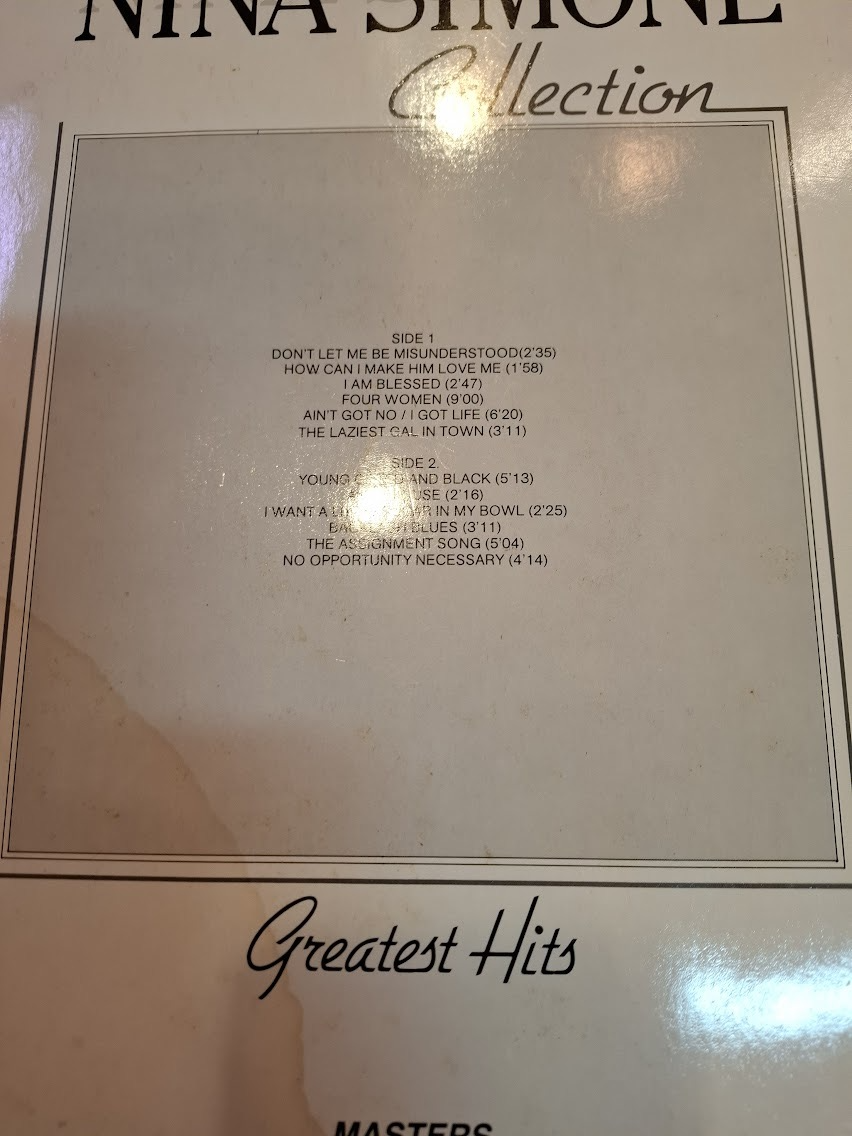 NINA SIMONE
Collection
SIDE 1
DON'T LET ME BE MISUNDERSTOOD(2'35)
HOW CAN I MAKE HIM LOVE ME (1'58)
I AM BLESSED (2'47)
FOUR WOMEN (9'00)
AIN'T GOT NO / I GOT LIFE (6'20)
THE LAZIEST GAL IN TOWN (3'11)
SIDE 2.
YOUNG AND BLACK (5'13)
(2'16)
I WANT A IN MY BOWL (2'25)
BLUES (3'11)
THE ASSIGNMENT SONG (5'04)
NO OPPORTUNITY NECESSARY (4'14)
Greatest Hits
MASTERS